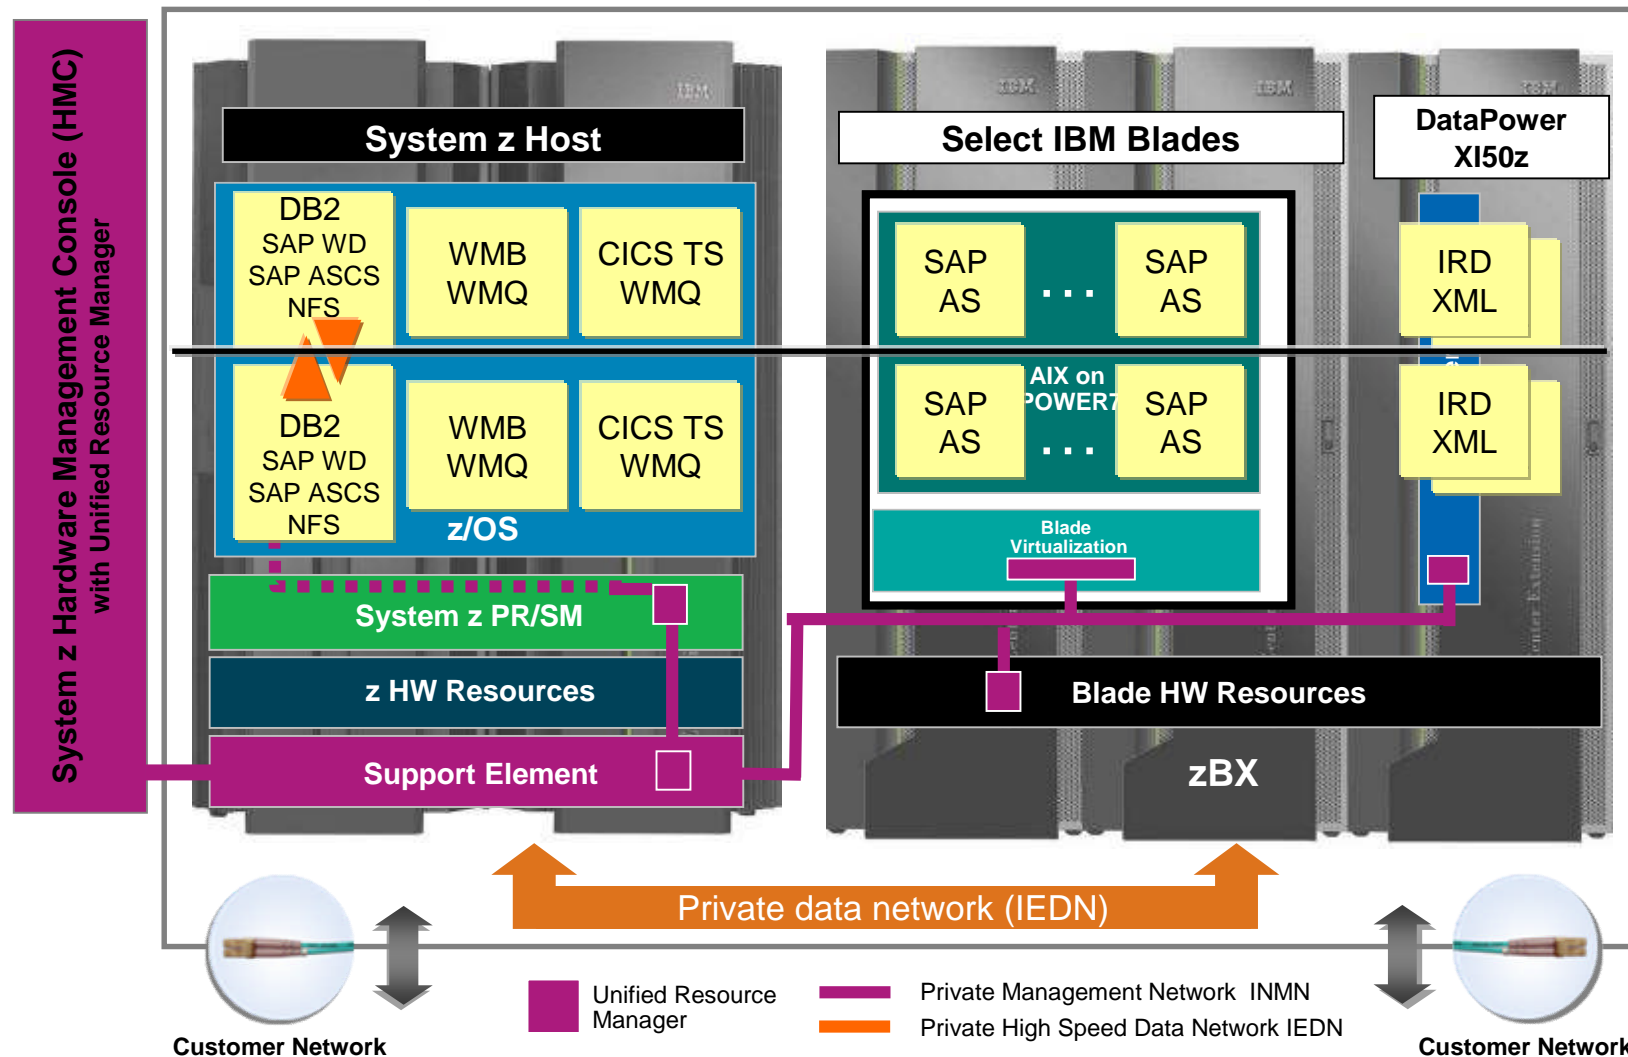 System z Hardware Management Console (HMC)
with Unified Resource Manager
IBM
IBM
IBM
System z Host
Select IBM Blades
DataPower
XI50z
DB2
SAP WD
SAP ASCS
NFS
WMB
WMQ
CICS TS
WMQ
SAP
AS
. . .
SAP
AS
IRD
XML
DB2
SAP WD
SAP ASCS
NFS
WMB
WMQ
CICS TS
WMQ
z/OS
SAP
AS
AIX on
POWER7
. . .
SAP
AS
IRD
XML
Blade
Virtualization
System z PR/SM
z HW Resources
Blade HW Resources
Support Element
zBX
Private data network (IEDN)
Unified Resource
Manager
Private Management Network INMN
Private High Speed Data Network IEDN
Customer Network
Customer Network